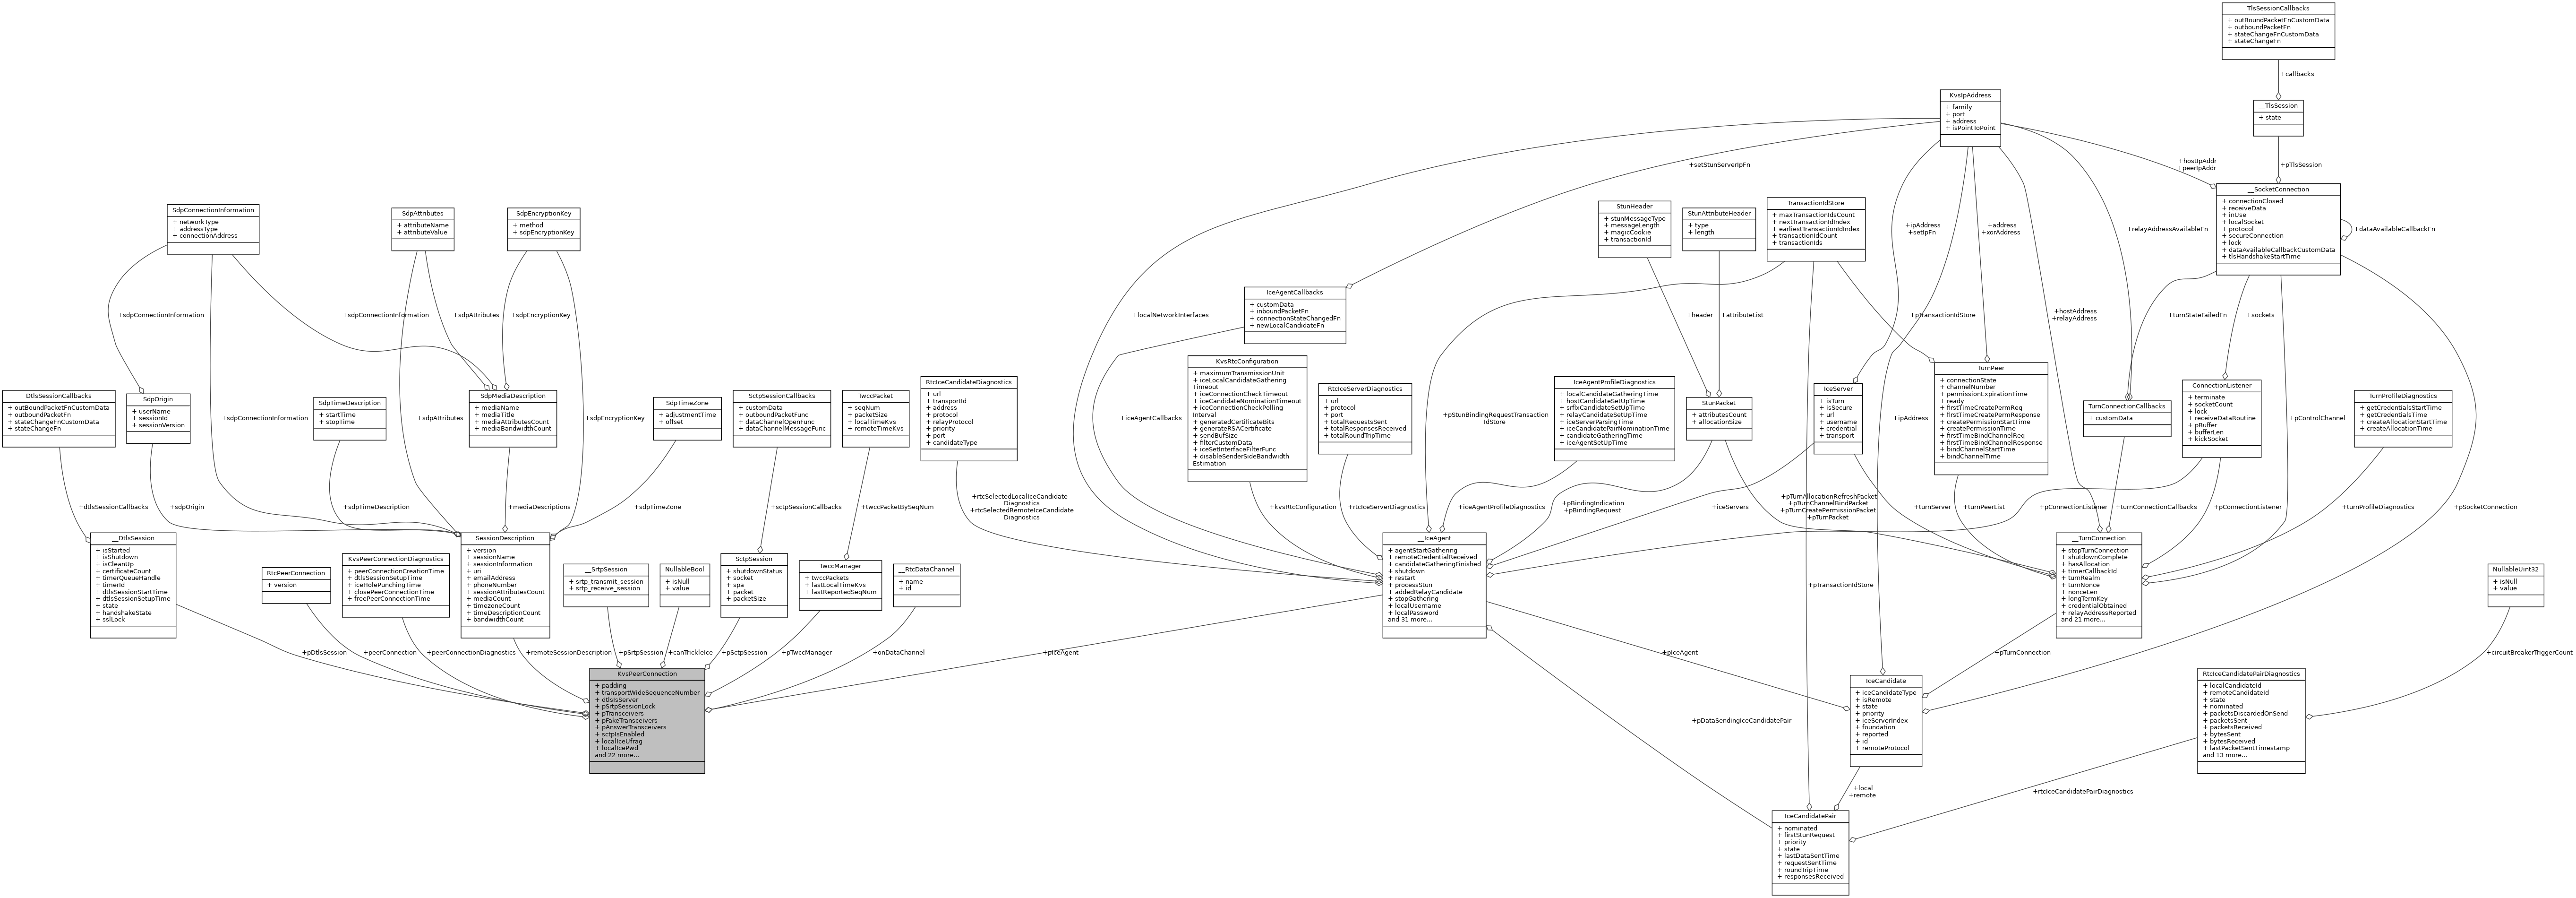 TlsSessionCallbacks
+ outBoundPacketFnCustomData
+ outboundPacketFn
+ stateChangeFnCustomData
+ stateChangeFn
+callbacks
__TlsSession
+ state
+pTlsSession
KvsIpAddress
+ family
+ port
+ address
+ isPointToPoint
+setStunServerIpFn
+hostIpAddr
+peerIpAddr
__SocketConnection
+ connectionClosed
+ receiveData
+ inUse
+ localSocket
+ protocol
+ secureConnection
+ lock
+ dataAvailableCallbackCustomData
+ tlsHandshakeStartTime
+dataAvailableCallbackFn
SdpConnectionInformation
+ networkType
+ addressType
+ connectionAddress
SdpAttributes
+ attributeName
+ attributeValue
SdpEncryptionKey
+ method
+ sdpEncryptionKey
StunHeader
+ stunMessageType
+ messageLength
+ magicCookie
+ transactionId
StunAttributeHeader
+ type
+ length
TransactionIdStore
+ maxTransactionIdsCount
+ nextTransactionIdIndex
+ earliestTransactionIdIndex
+ transactionIdCount
+ transactionIds
+ipAddress
+setIpFn
+address
+xorAddress
+relayAddressAvailableFn
IceAgentCallbacks
+ customData
+ inboundPacketFn
+ connectionStateChangedFn
+ newLocalCandidateFn
+sdpConnectionInformation
+sdpConnectionInformation
+sdpAttributes
+sdpEncryptionKey
+localNetworkInterfaces
+header
+attributeList
+pTransactionIdStore
+hostAddress
+relayAddress
+turnStateFailedFn
+sockets
DtlsSessionCallbacks
+ outBoundPacketFnCustomData
+ outboundPacketFn
+ stateChangeFnCustomData
+ stateChangeFn
SdpOrigin
+ userName
+ sessionId
+ sessionVersion
SdpTimeDescription
+ startTime
+ stopTime
SdpMediaDescription
+ mediaName
+ mediaTitle
+ mediaAttributesCount
+ mediaBandwidthCount
SdpTimeZone
+ adjustmentTime
+ offset
SctpSessionCallbacks
+ customData
+ outboundPacketFunc
+ dataChannelOpenFunc
+ dataChannelMessageFunc
TwccPacket
+ seqNum
+ packetSize
+ localTimeKvs
+ remoteTimeKvs
RtcIceCandidateDiagnostics
+ url
+ transportId
+ address
+ protocol
+ relayProtocol
+ priority
+ port
+ candidateType
KvsRtcConfiguration
+ maximumTransmissionUnit
+ iceLocalCandidateGathering
Timeout
+ iceConnectionCheckTimeout
+ iceCandidateNominationTimeout
+ iceConnectionCheckPolling
Interval
+ generatedCertificateBits
+ generateRSACertificate
+ sendBufSize
+ filterCustomData
+ iceSetInterfaceFilterFunc
+ disableSenderSideBandwidth
Estimation
RtcIceServerDiagnostics
+ url
+ protocol
+ port
+ totalRequestsSent
+ totalResponsesReceived
+ totalRoundTripTime
IceAgentProfileDiagnostics
+ localCandidateGatheringTime
+ hostCandidateSetUpTime
+ srflxCandidateSetUpTime
+ relayCandidateSetUpTime
+ iceServerParsingTime
+ iceCandidatePairNominationTime
+ candidateGatheringTime
+ iceAgentSetUpTime
StunPacket
+ attributesCount
+ allocationSize
IceServer
+ isTurn
+ isSecure
+ url
+ username
+ credential
+ transport
TurnPeer
+ connectionState
+ channelNumber
+ permissionExpirationTime
+ ready
+ firstTimeCreatePermReq
+ firstTimeCreatePermResponse
+ createPermissionStartTime
+ createPermissionTime
+ firstTimeBindChannelReq
+ firstTimeBindChannelResponse
+ bindChannelStartTime
+ bindChannelTime
TurnConnectionCallbacks
+ customData
ConnectionListener
+ terminate
+ socketCount
+ lock
+ receiveDataRoutine
+ pBuffer
+ bufferLen
+ kickSocket
TurnProfileDiagnostics
+ getCredentialsStartTime
+ getCredentialsTime
+ createAllocationStartTime
+ createAllocationTime
+sdpConnectionInformation
+sdpAttributes
+sdpEncryptionKey
+iceAgentCallbacks
+pStunBindingRequestTransaction
IdStore
+ipAddress
+pControlChannel
+dtlsSessionCallbacks
+sdpOrigin
+sdpTimeDescription
+mediaDescriptions
+sdpTimeZone
+sctpSessionCallbacks
+twccPacketBySeqNum
+rtcSelectedLocalIceCandidate
Diagnostics
+rtcSelectedRemoteIceCandidate
Diagnostics
+kvsRtcConfiguration
+rtcIceServerDiagnostics
+iceAgentProfileDiagnostics
+pBindingIndication
+pBindingRequest
+iceServers
+pTurnAllocationRefreshPacket
+pTurnChannelBindPacket
+pTurnCreatePermissionPacket
+pTurnPacket
+turnServer
+turnPeerList
+pConnectionListener
+turnConnectionCallbacks
+pConnectionListener
+turnProfileDiagnostics
+pSocketConnection
__DtlsSession
+ isStarted
+ isShutdown
+ isCleanUp
+ certificateCount
+ timerQueueHandle
+ timerId
+ dtlsSessionStartTime
+ dtlsSessionSetupTime
+ state
+ handshakeState
+ sslLock
RtcPeerConnection
+ version
KvsPeerConnectionDiagnostics
+ peerConnectionCreationTime
+ dtlsSessionSetupTime
+ iceHolePunchingTime
+ closePeerConnectionTime
+ freePeerConnectionTime
SessionDescription
+ version
+ sessionName
+ sessionInformation
+ uri
+ emailAddress
+ phoneNumber
+ sessionAttributesCount
+ mediaCount
+ timezoneCount
+ timeDescriptionCount
+ bandwidthCount
__SrtpSession
+ srtp_transmit_session
+ srtp_receive_session
NullableBool
+ isNull
+ value
SctpSession
+ shutdownStatus
+ socket
+ spa
+ packet
+ packetSize
TwccManager
+ twccPackets
+ lastLocalTimeKvs
+ lastReportedSeqNum
__RtcDataChannel
+ name
+ id
__IceAgent
+ agentStartGathering
+ remoteCredentialReceived
+ candidateGatheringFinished
+ shutdown
+ restart
+ processStun
+ addedRelayCandidate
+ stopGathering
+ localUsername
+ localPassword
and 31 more...
+pTransactionIdStore
__TurnConnection
+ stopTurnConnection
+ shutdownComplete
+ hasAllocation
+ timerCallbackId
+ turnRealm
+ turnNonce
+ nonceLen
+ longTermKey
+ credentialObtained
+ relayAddressReported
and 21 more...
NullableUint32
+ isNull
+ value
+pDtlsSession
+peerConnection
+peerConnectionDiagnostics
+remoteSessionDescription
+pSrtpSession
+canTrickleIce
+pSctpSession
+pTwccManager
+onDataChannel
+pIceAgent
+pIceAgent
+pTurnConnection
+circuitBreakerTriggerCount
KvsPeerConnection
+ padding
+ transportWideSequenceNumber
+ dtlsIsServer
+ pSrtpSessionLock
+ pTransceivers
+ pFakeTransceivers
+ pAnswerTransceivers
+ sctpIsEnabled
+ localIceUfrag
+ localIcePwd
and 22 more...
IceCandidate
+ iceCandidateType
+ isRemote
+ state
+ priority
+ iceServerIndex
+ foundation
+ reported
+ id
+ remoteProtocol
RtcIceCandidatePairDiagnostics
+ localCandidateId
+ remoteCandidateId
+ state
+ nominated
+ packetsDiscardedOnSend
+ packetsSent
+ packetsReceived
+ bytesSent
+ bytesReceived
+ lastPacketSentTimestamp
and 13 more...
+pDataSendingIceCandidatePair
+local
+remote
+rtcIceCandidatePairDiagnostics
IceCandidatePair
+ nominated
+ firstStunRequest
+ priority
+ state
+ lastDataSentTime
+ requestSentTime
+ roundTripTime
+ responsesReceived